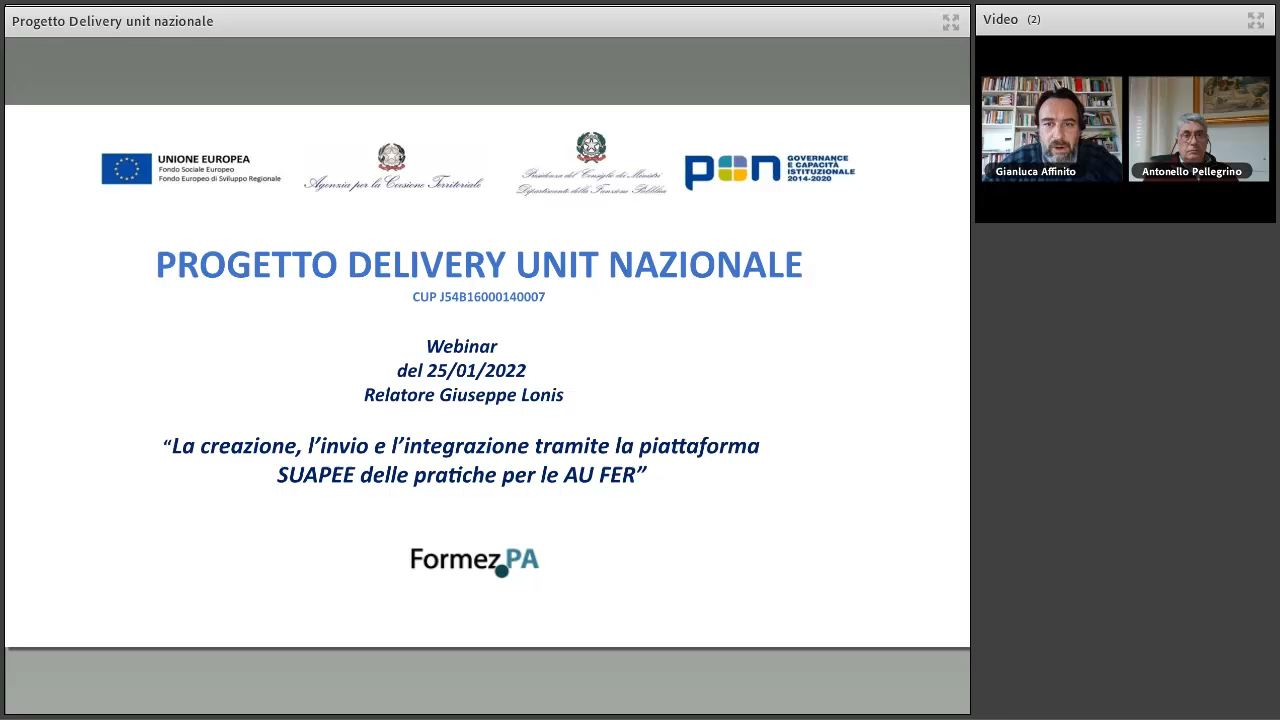 Progetto Delivery unit nazionale
Video (2)
Gianluca Affinito
Antonello Pellegrino
UNIONE EUROPEA
Fondo Sociale Europeo
Fondo Europeo di Sviluppo Regionale
Agenzia per la Coesione Territoriale
Presidenza del Consiglio dei Ministri
Dipartimento della Funzione Pubblica
pon GOVERNANCE
E CAPACITÀ
ISTITUZIONALE
2014-2020
PROGETTO DELIVERY UNIT NAZIONALE
CUP J54B16000140007
Webinar
del 25/01/2022
Relatore Giuseppe Lonis
“La creazione, l’invio e l’integrazione tramite la piattaforma
SUAPEE delle pratiche per le AU FER”
Formez PA